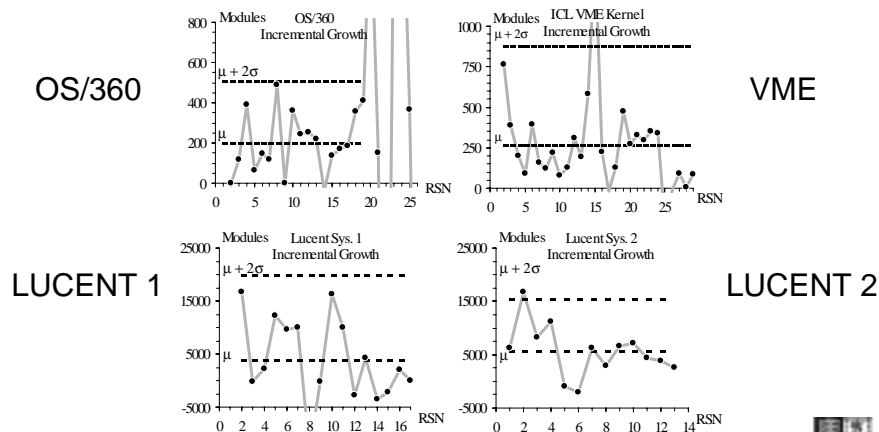 OS/360
Modules OS/360
Incremental Growth
800
600
400
200
0
μ + 2σ
μ
0 5 10 15 20 25
RSN
ICL VME Kernel
Modules Incremental Growth
μ + 2σ
1000
750
500
250
0
μ
0 5 10 15 20 25
RSN
VME
LUCENT 1
Modules Lucent Sys. 1
Incremental Growth
25000
15000
5000
-5000
μ + 2σ
μ
0 2 4 6 8 10 12 14 16
RSN
Modules Lucent Sys. 2
Incremental Growth
25000
15000
5000
-5000
μ + 2σ
μ
0 2 4 6 8 10 12 14
RSN
LUCENT 2